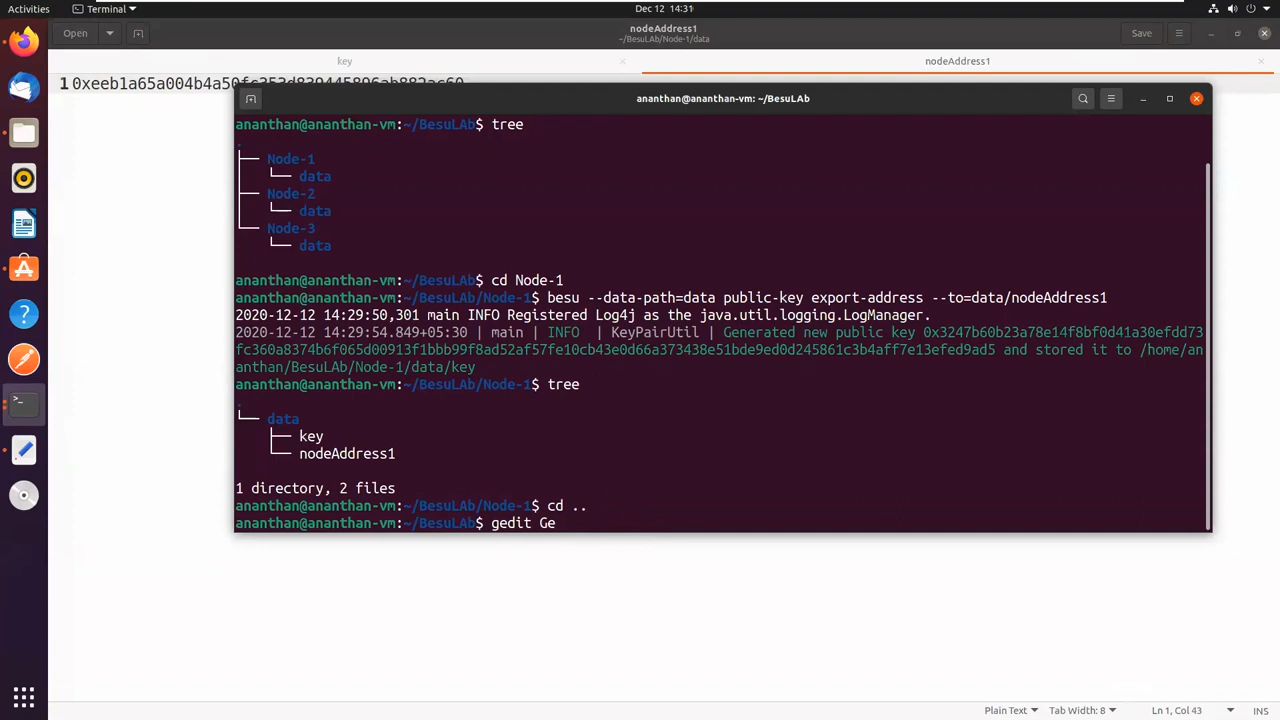 Activities Terminal Dec 12 14:31
Open nodeAddress1 Save
~/BesuLAb/Node-1/data
key nodeAddress1
1 0xeeb1a65a004b4a50fc353d839445896ab882ac60
ananthan@ananthan-vm: ~/BesuLAb
ananthan@ananthan-vm:~/BesuLAb$ tree
.
├── Node-1
│   └── data
├── Node-2
│   └── data
└── Node-3
    └── data
ananthan@ananthan-vm:~/BesuLAb$ cd Node-1
ananthan@ananthan-vm:~/BesuLAb/Node-1$ besu --data-path=data public-key export-address --to=data/nodeAddress1
2020-12-12 14:29:50,301 main INFO Registered Log4j as the java.util.logging.LogManager.
2020-12-12 14:29:54.849+05:30 | main | INFO  | KeyPairUtil | Generated new public key 0x3247b60b23a78e14f8bf0d41a30efdd73
fc360a8374b6f065d00913f1bbb99f8ad52af57fe10cb43e0d66a373438e51bde9ed0d245861c3b4aff7e13efed9ad5 and stored it to /home/an
anthan/BesuLAb/Node-1/data/key
ananthan@ananthan-vm:~/BesuLAb/Node-1$ tree
.
└── data
    ├── key
    └── nodeAddress1
1 directory, 2 files
ananthan@ananthan-vm:~/BesuLAb/Node-1$ cd ..
ananthan@ananthan-vm:~/BesuLAb$ gedit Ge
Plain Text Tab Width: 8 Ln 1, Col 43 INS